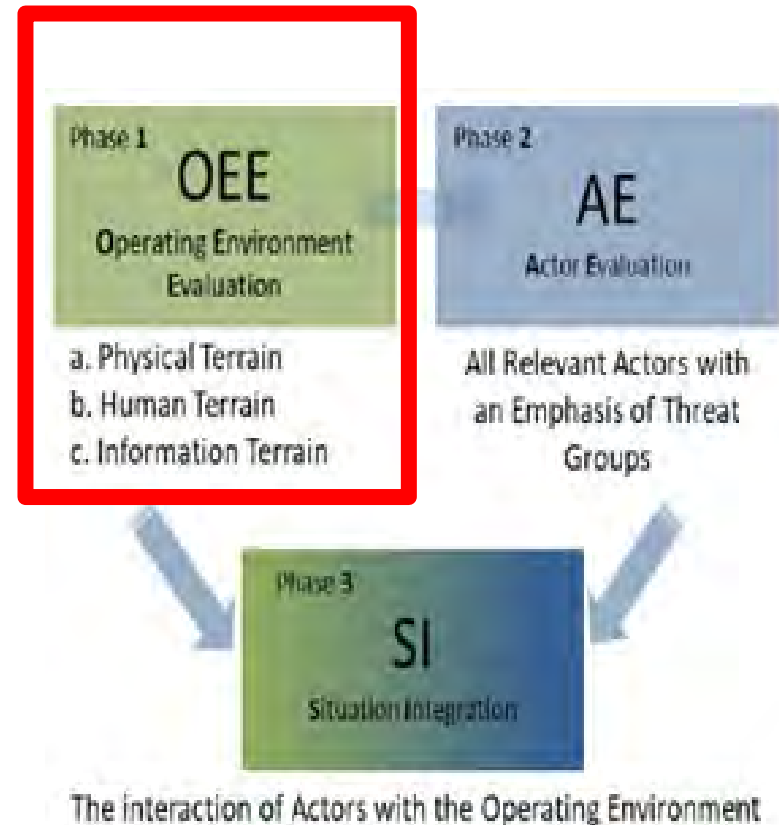 Phase 1
OEE
Operating Environment
Evaluation
a. Physical Terrain
b. Human Terrain
c. Information Terrain
Phase 2
AE
Actor Evaluation
All Relevant Actors with
an Emphasis of Threat
Groups
Phase 3
SI
Situation Integration
The interaction of Actors with the Operating Environment